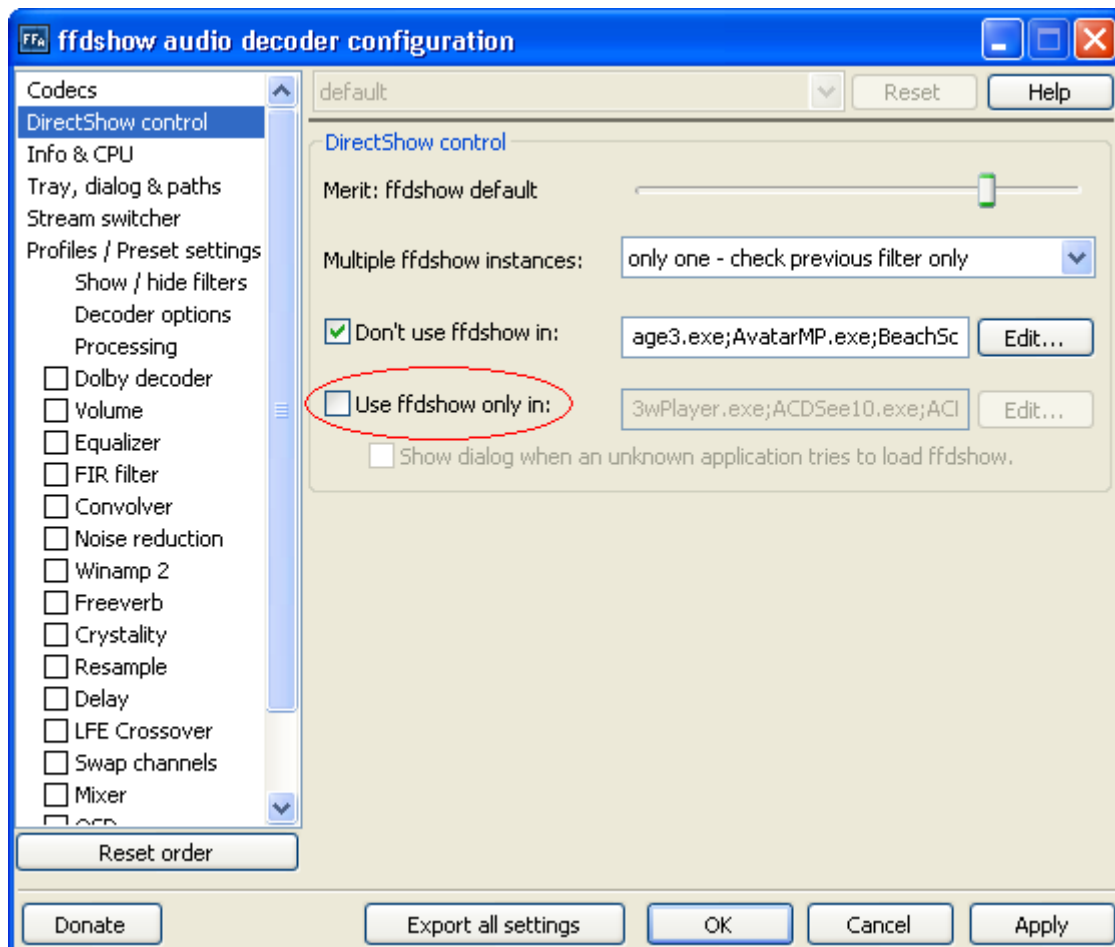 FFa ffdshow audio decoder configuration
Codecs
DirectShow control
Info & CPU
Tray, dialog & paths
Stream switcher
Profiles / Preset settings
Show / hide filters
Decoder options
Processing
Dolby decoder
Volume
Equalizer
FIR filter
Convolver
Noise reduction
Winamp 2
Freeverb
Crystality
Resample
Delay
LFE Crossover
Swap channels
Mixer
Reset order
default Reset Help
DirectShow control
Merit: ffdshow default
Multiple ffdshow instances: only one - check previous filter only
Don't use ffdshow in: age3.exe;AvatarMP.exe;BeachSc Edit...
Use ffdshow only in: 3wPlayer.exe;ACDSee10.exe; Edit...
Show dialog when an unknown application tries to load ffdshow.
Donate Export all settings OK Cancel Apply